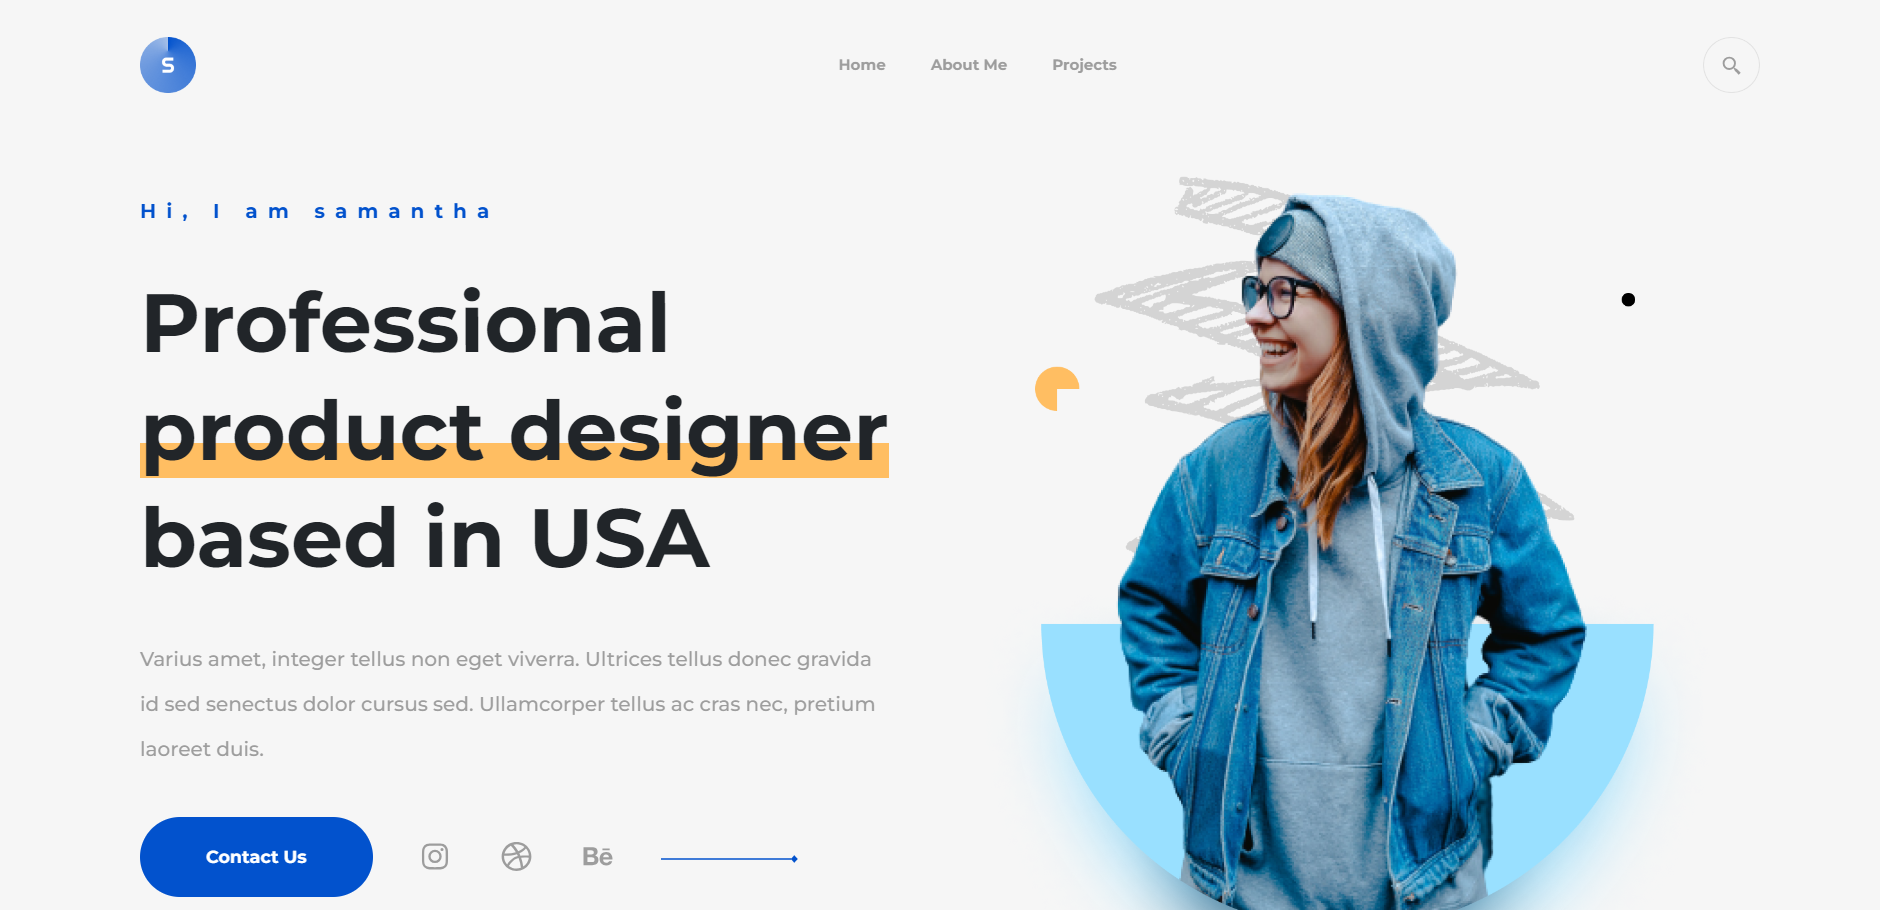 S
Home About Me Projects
Hi, I am samantha
Professional
product designer
based in USA
Varius amet, integer tellus non eget viverra. Ultrices tellus donec gravida
id sed senectus dolor cursus sed. Ullamcorper tellus ac cras nec, pretium
laoreet duis.
Contact Us
Bē